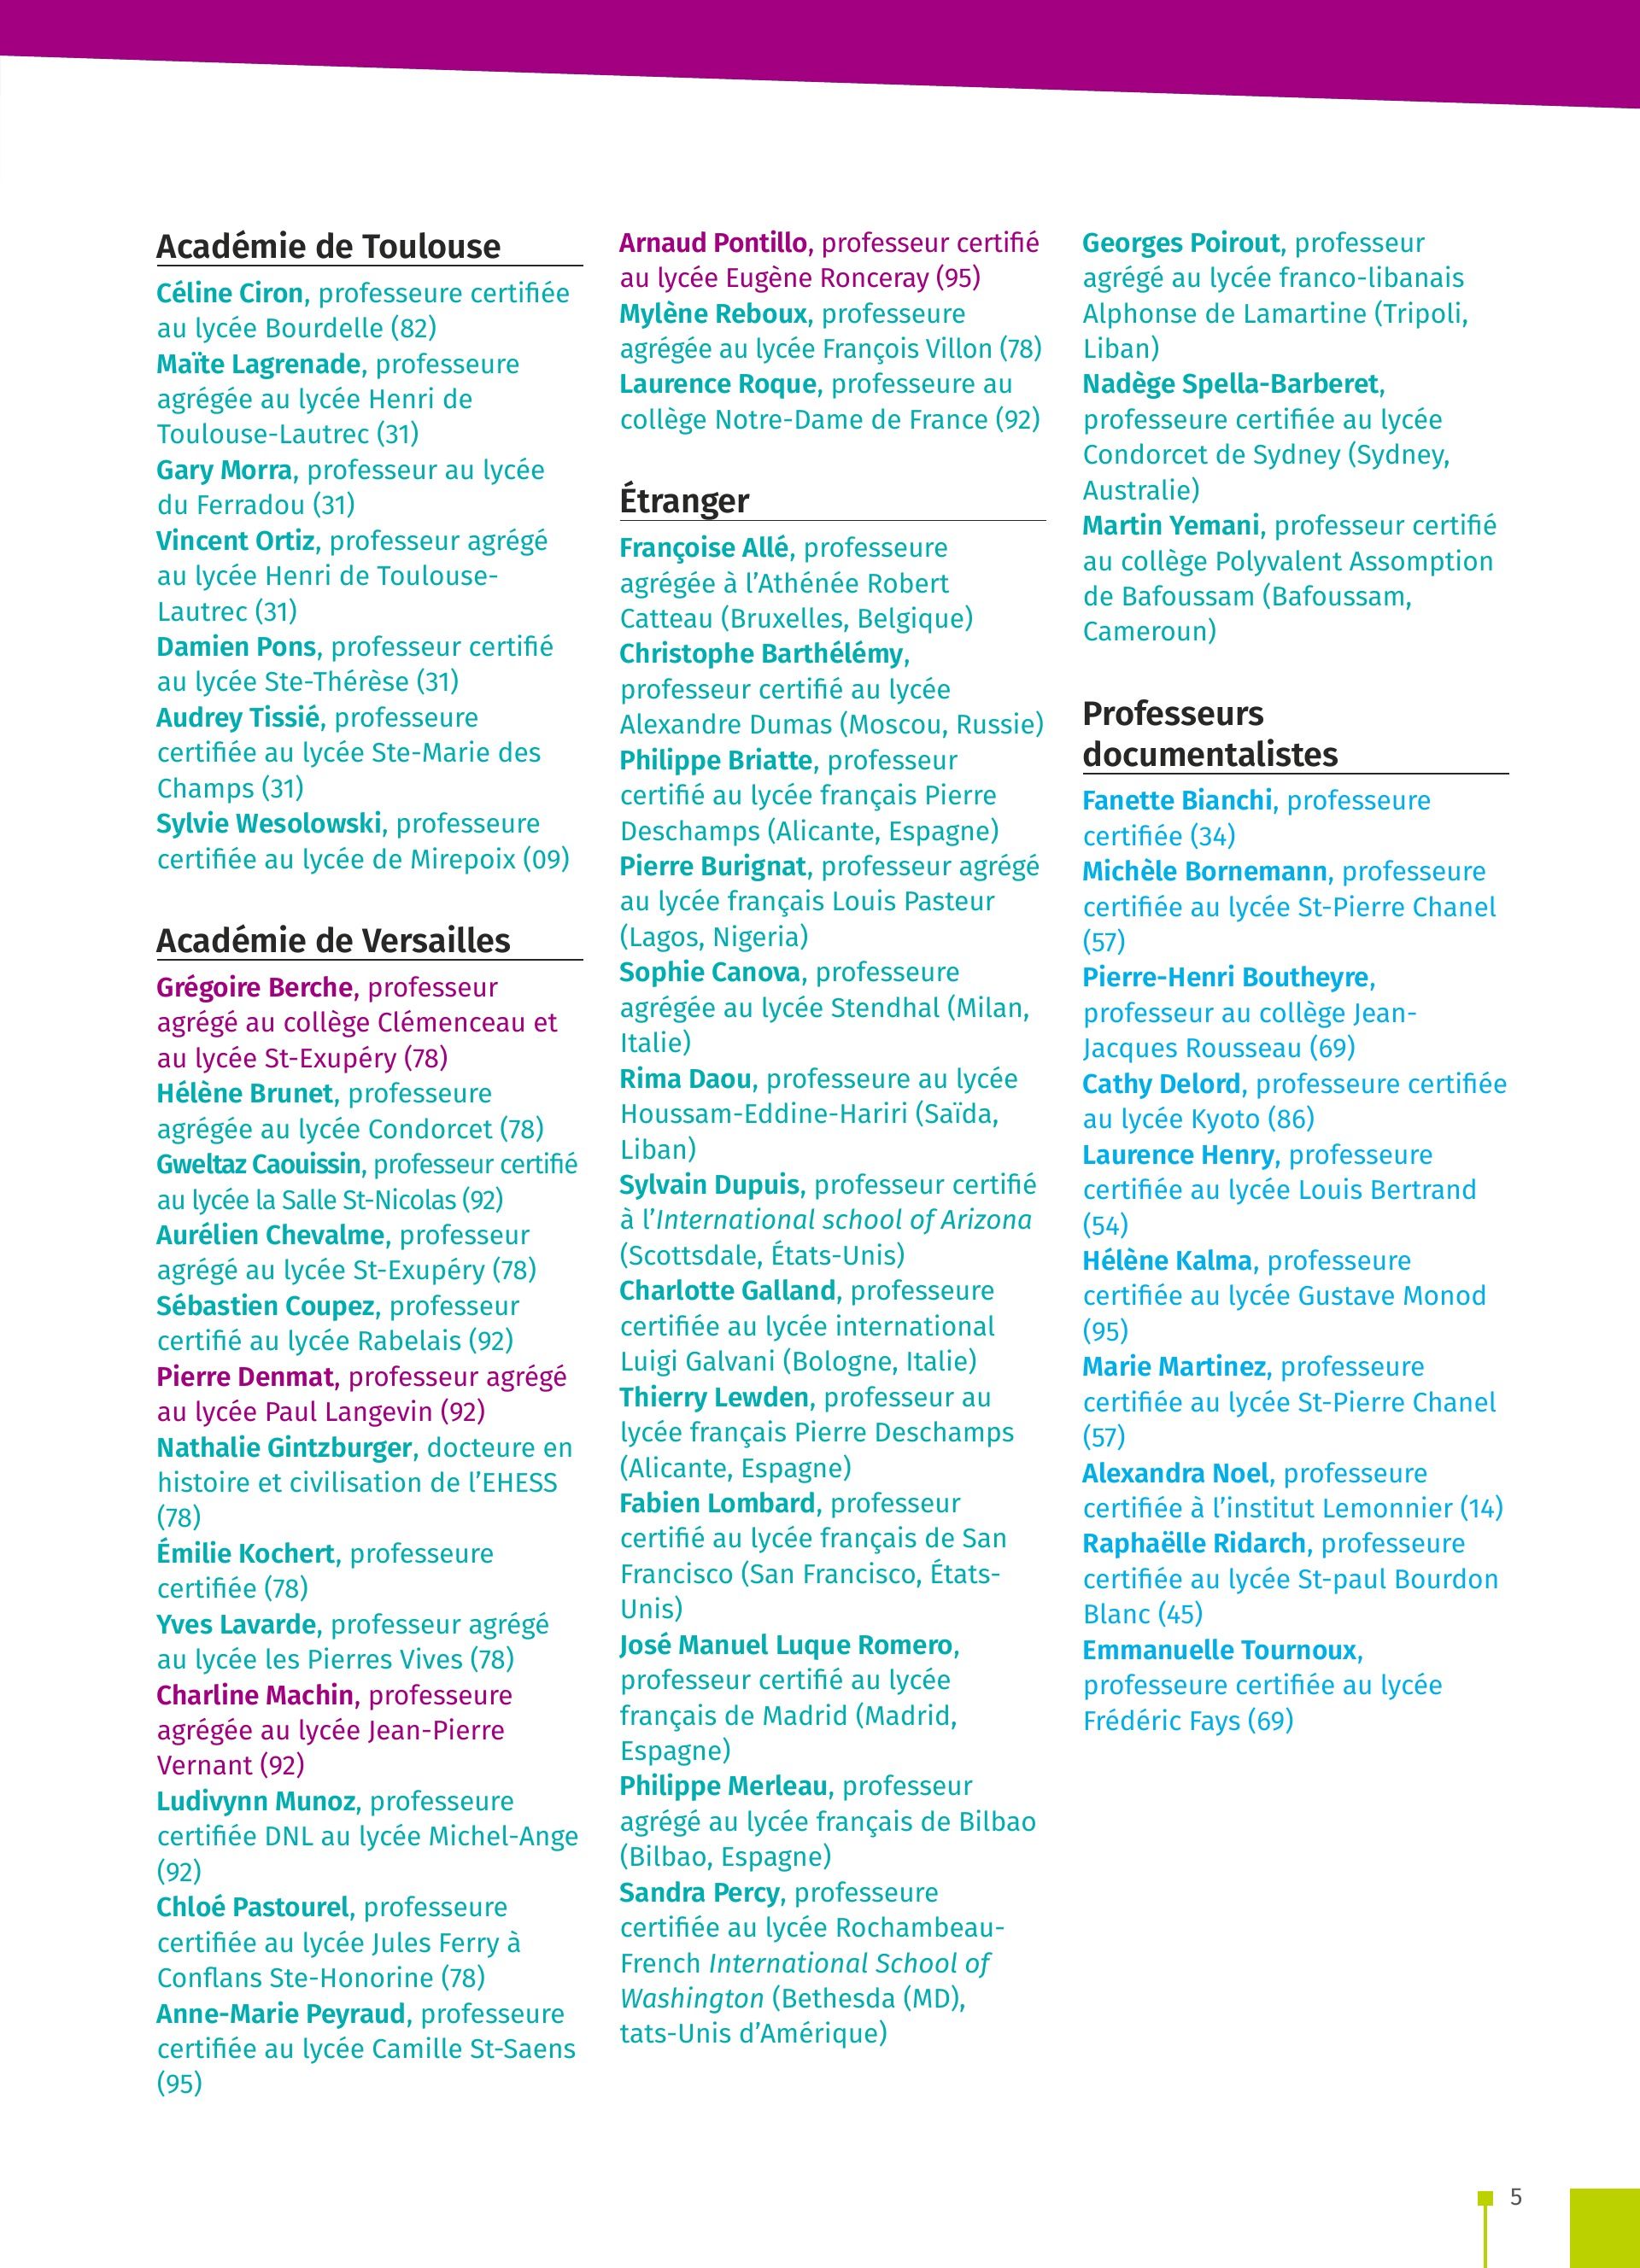 Académie de Toulouse
Céline Ciron, professeure certifiée
au lycée Bourdelle (82)
Maïte Lagrenade, professeure
agrégée au lycée Henri de
Toulouse-Lautrec (31)
Gary Morra, professeur au lycée
du Ferradou (31)
Vincent Ortiz, professeur agrégé
au lycée Henri de Toulouse-
Lautrec (31)
Damien Pons, professeur certifié
au lycée Ste-Thérèse (31)
Audrey Tissié, professeure
certifiée au lycée Ste-Marie des
Champs (31)
Sylvie Wesolowski, professeure
certifiée au lycée de Mirepoix (09)
Académie de Versailles
Grégoire Berche, professeur
agrégé au collège Clémenceau et
au lycée St-Exupéry (78)
Hélène Brunet, professeure
agrégée au lycée Condorcet (78)
Gweltaz Caouissin, professeur certifié
au lycée la Salle St-Nicolas (92)
Aurélien Chevalme, professeur
agrégé au lycée St-Exupéry (78)
Sébastien Coupez, professeur
certifié au lycée Rabelais (92)
Pierre Denmat, professeur agrégé
au lycée Paul Langevin (92)
Nathalie Gintzburger, docteure en
histoire et civilisation de l’EHESS
(78)
Émilie Kochert, professeure
certifiée (78)
Yves Lavarde, professeur agrégé
au lycée les Pierres Vives (78)
Charline Machin, professeure
agrégée au lycée Jean-Pierre
Vernant (92)
Ludivynn Munoz, professeure
certifiée DNL au lycée Michel-Ange
(92)
Chloé Pastourel, professeure
certifiée au lycée Jules Ferry à
Conflans Ste-Honorine (78)
Anne-Marie Peyraud, professeure
certifiée au lycée Camille St-Saens
(95)
Arnaud Pontillo, professeur certifié
au lycée Eugène Ronceray (95)
Mylène Reboux, professeure
agrégée au lycée François Villon (78)
Laurence Roque, professeure au
collège Notre-Dame de France (92)
Étranger
Françoise Allé, professeure
agrégée à l’Athénée Robert
Catteau (Bruxelles, Belgique)
Christophe Barthélémy,
professeur certifié au lycée
Alexandre Dumas (Moscou, Russie)
Philippe Briatte, professeur
certifié au lycée français Pierre
Deschamps (Alicante, Espagne)
Pierre Burignat, professeur agrégé
au lycée français Louis Pasteur
(Lagos, Nigeria)
Sophie Canova, professeure
agrégée au lycée Stendhal (Milan,
Italie)
Rima Daou, professeure au lycée
Houssam-Eddine-Hariri (Saïda,
Liban)
Sylvain Dupuis, professeur certifié
à l’International school of Arizona
(Scottsdale, États-Unis)
Charlotte Galland, professeure
certifiée au lycée international
Luigi Galvani (Bologne, Italie)
Thierry Lewden, professeur au
lycée français Pierre Deschamps
(Alicante, Espagne)
Fabien Lombard, professeur
certifié au lycée français de San
Francisco (San Francisco, États-
Unis)
José Manuel Luque Romero,
professeur certifié au lycée
français de Madrid (Madrid,
Espagne)
Philippe Merleau, professeur
agrégé au lycée français de Bilbao
(Bilbao, Espagne)
Sandra Percy, professeure
certifiée au lycée Rochambeau-
French International School of
Washington (Bethesda (MD),
tats-Unis d’Amérique)
Georges Poirout, professeur
agrégé au lycée franco-libanais
Alphonse de Lamartine (Tripoli,
Liban)
Nadège Spella-Barberet,
professeure certifiée au lycée
Condorcet de Sydney (Sydney,
Australie)
Martin Yemani, professeur certifié
au collège Polyvalent Assomption
de Bafoussam (Bafoussam,
Cameroun)
Professeurs
documentalistes
Fanette Bianchi, professeure
certifiée (34)
Michèle Bornemann, professeure
certifiée au lycée St-Pierre Chanel
(57)
Pierre-Henri Boutheyre,
professeur au collège Jean-
Jacques Rousseau (69)
Cathy Delord, professeure certifiée
au lycée Kyoto (86)
Laurence Henry, professeure
certifiée au lycée Louis Bertrand
(54)
Hélène Kalma, professeure
certifiée au lycée Gustave Monod
(95)
Marie Martinez, professeure
certifiée au lycée St-Pierre Chanel
(57)
Alexandra Noel, professeure
certifiée à l’institut Lemonnier (14)
Raphaëlle Ridarch, professeure
certifiée au lycée St-paul Bourdon
Blanc (45)
Emmanuelle Tournoux,
professeure certifiée au lycée
Frédéric Fays (69)
5